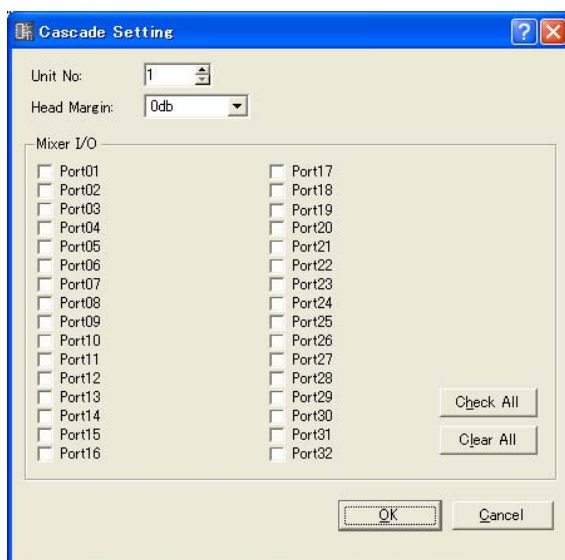 Cascade Setting
Unit No: 1
Head Margin: 0db
Mixer I/O
Port01 Port17
Port02 Port18
Port03 Port19
Port04 Port20
Port05 Port21
Port06 Port22
Port07 Port23
Port08 Port24
Port09 Port25
Port10 Port26
Port11 Port27
Port12 Port28
Port13 Port29
Port14 Port30
Port15 Port31
Port16 Port32
Check All
Clear All
OK Cancel